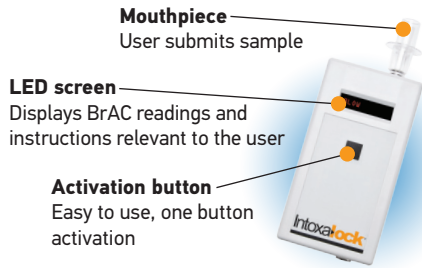 Mouthpiece
User submits sample
LED screen
Displays BrAC readings and
instructions relevant to the user
Activation button
Easy to use, one button
activation
Intoxalock